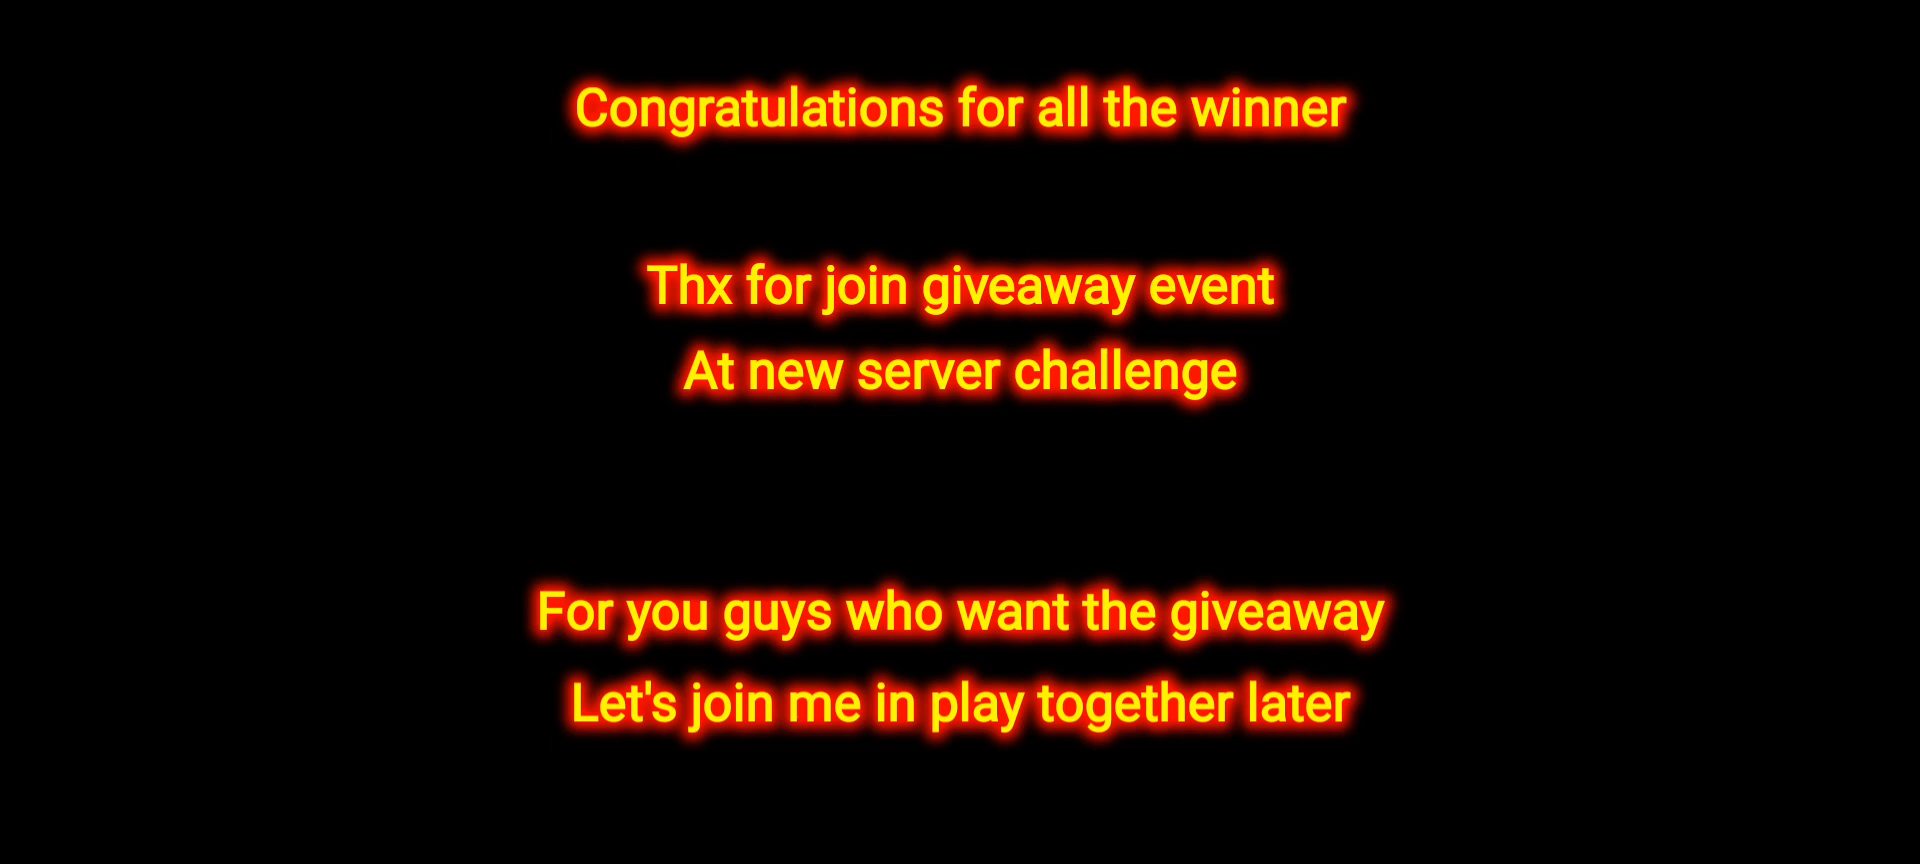 Congratulations for all the winner
Thx for join giveaway event
At new server challenge
For you guys who want the giveaway
Let's join me in play together later